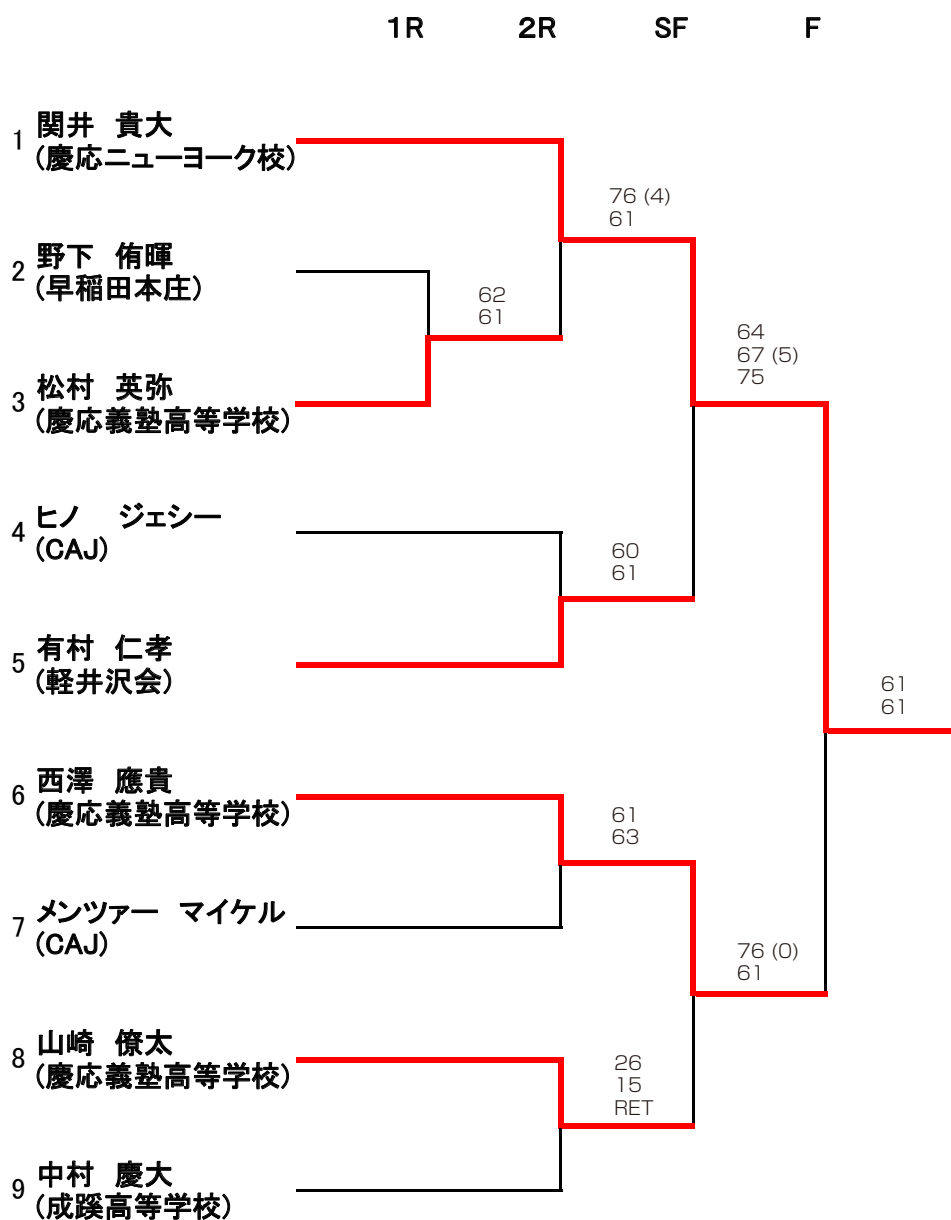 1R 2R SF F
1 関井 貴大
(慶応ニューヨーク校)
76 (4)
61
2 野下 侑暉
(早稲田本庄)
62
61
64
67 (5)
75
3 松村 英弥
(慶応義塾高等学校)
4 ヒノ ジェシー
(CAJ)
60
61
5 有村 仁孝
(軽井沢会)
61
61
6 西澤 應貴
(慶応義塾高等学校)
61
63
7 メンツァー マイケル
(CAJ)
76 (0)
61
8 山崎 僚太
(慶応義塾高等学校)
26
15
RET
9 中村 慶大
(成蹊高等学校)